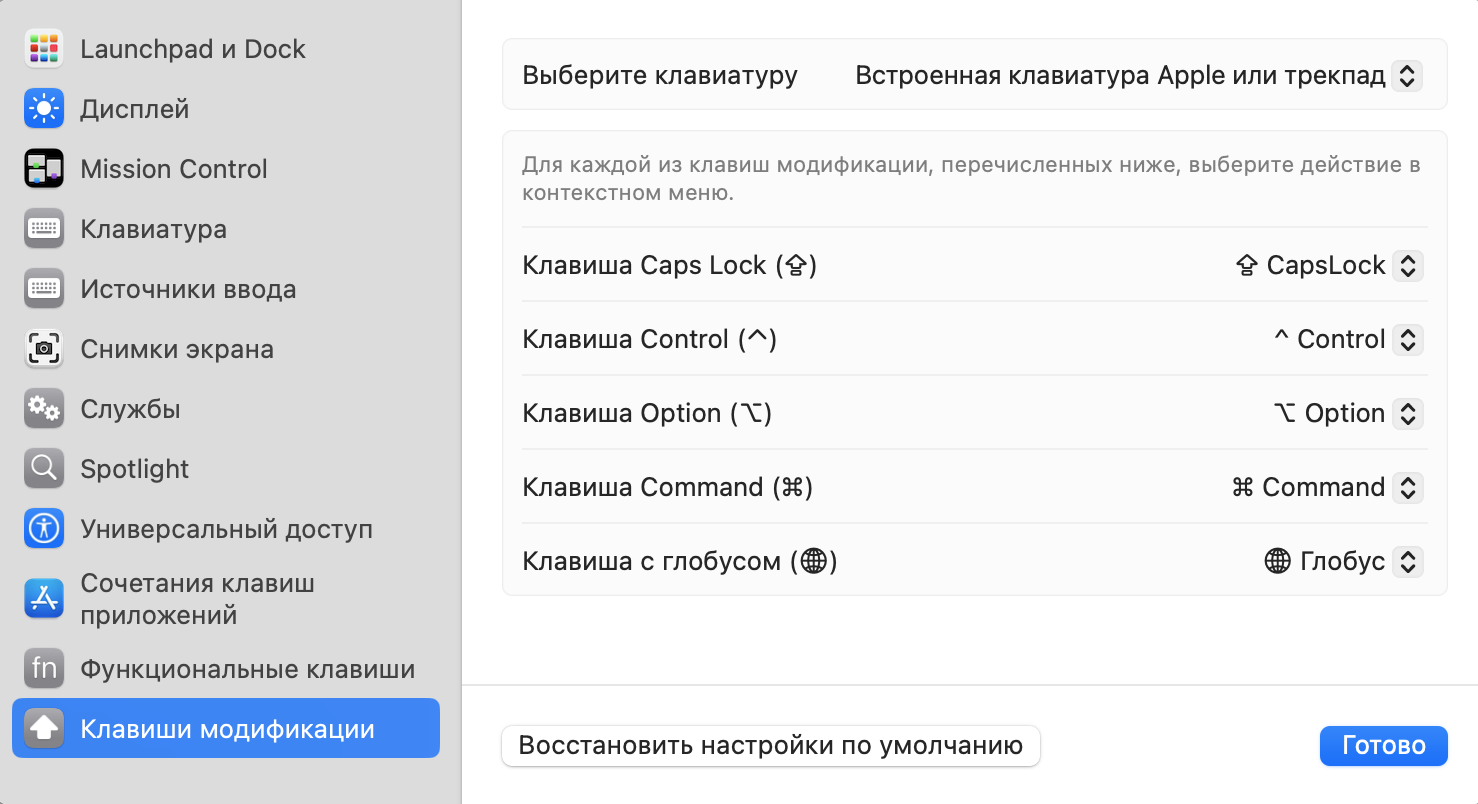 Launchpad и Dock
Дисплей
Mission Control
Клавиатура
Источники ввода
Снимки экрана
Службы
Spotlight
Универсальный доступ
Сочетания клавиш
приложений
fn Функциональные клавиши
Клавиши модификации
Выберите клавиатуру Встроенная клавиатура Apple или трекпад
Для каждой из клавиш модификации, перечисленных ниже, выберите действие в
контекстном меню.
Клавиша Caps Lock (⇪) ⇪ CapsLock
Клавиша Control (^) ^ Control
Клавиша Option (⌥) ⌥ Option
Клавиша Command (⌘) ⌘ Command
Клавиша с глобусом (🌐) 🌐 Глобус
Восстановить настройки по умолчанию
Готово